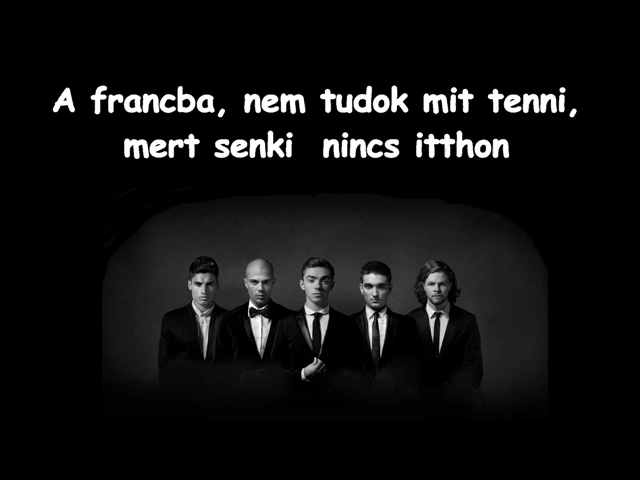 A francba, nem tudok mit tenni,
mert senki nincs itthon